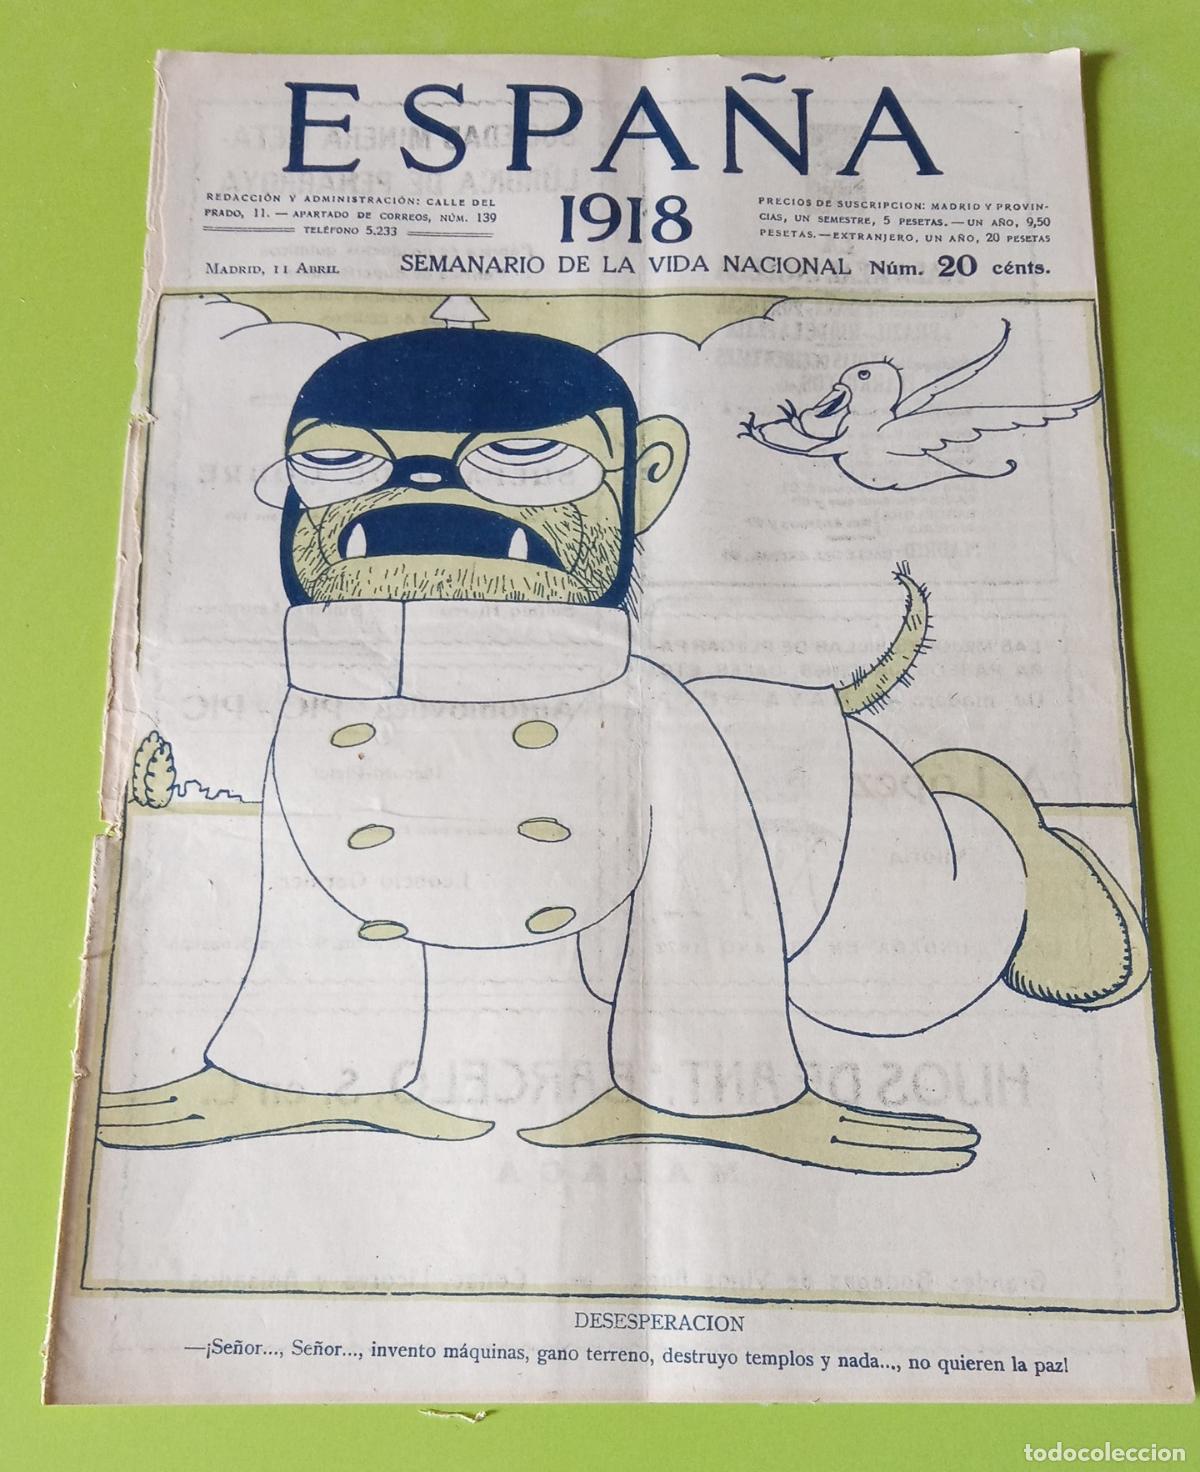 ESPAÑA
REDACCIÓN Y ADMINISTRACIÓN: CALLE DEL
PRADO, 11. — APARTADO DE CORREOS, NÚM. 139
TELÉFONO 5.233
1918
PRECIOS DE SUSCRIPCION: MADRID Y PROVIN-
CIAS, UN SEMESTRE, 5 PESETAS. — UN AÑO, 9,50
PESETAS. — EXTRANJERO, UN AÑO, 20 PESETAS
MADRID, 11 ABRIL SEMANARIO DE LA VIDA NACIONAL Núm. 20 cénts.
DESESPERACION
—¡Señor..., Señor..., invento máquinas, gano terreno, destruyo templos y nada..., no quieren la paz!
todocoleccion